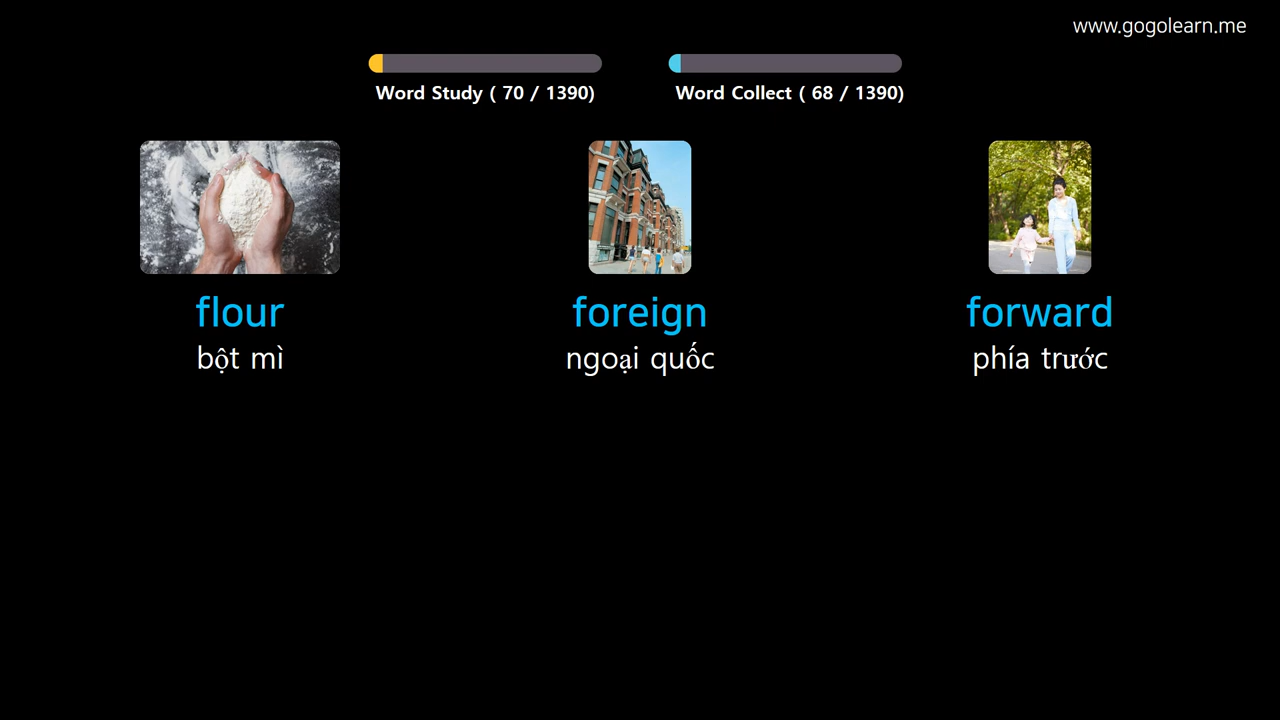 www.gogolearn.me
Word Study ( 70 / 1390)
Word Collect ( 68 / 1390)
flour
bột mì
foreign
ngoại quốc
forward
phía trước